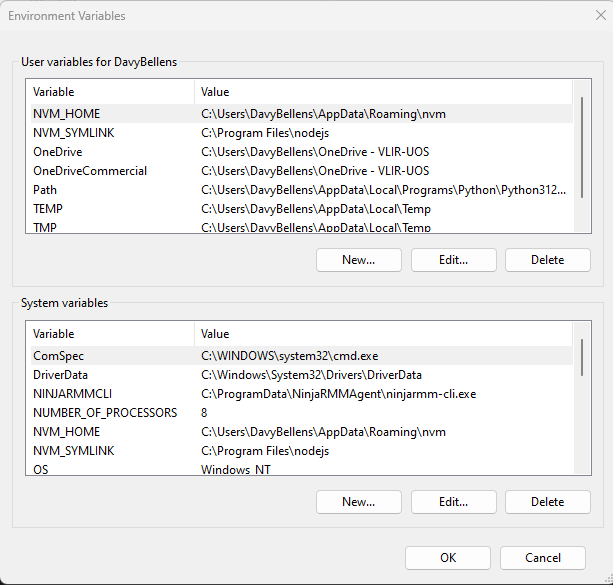 Environment Variables
User variables for DavyBellens
Variable Value
NVM_HOME C:\Users\DavyBellens\AppData\Roaming\nvm
NVM_SYMLINK C:\Program Files\nodejs
OneDrive C:\Users\DavyBellens\OneDrive - VLIR-UOS
OneDriveCommercial C:\Users\DavyBellens\OneDrive - VLIR-UOS
Path C:\Users\DavyBellens\AppData\Local\Programs\Python\Python312...
TEMP C:\Users\DavyBellens\AppData\Local\Temp
TMP C:\Users\DavyBellens\AppData\Local\Temp
New... Edit... Delete
System variables
Variable Value
ComSpec C:\WINDOWS\system32\cmd.exe
DriverData C:\Windows\System32\Drivers\DriverData
NINJARMMCLI C:\ProgramData\NinjaRMMAgent\ninjarmm-cli.exe
NUMBER_OF_PROCESSORS 8
NVM_HOME C:\Users\DavyBellens\AppData\Roaming\nvm
NVM_SYMLINK C:\Program Files\nodejs
OS Windows_NT
New... Edit... Delete
OK Cancel